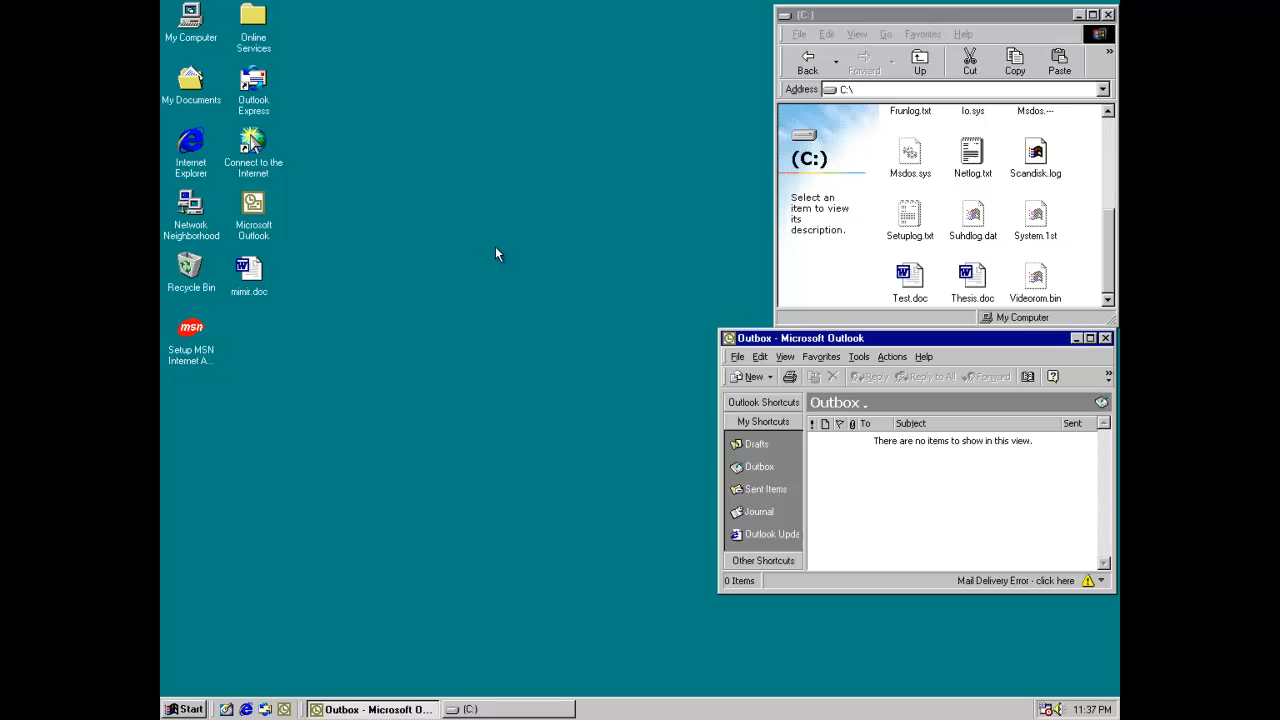 My Computer
Online
Services
My Documents
Outlook
Express
Internet
Explorer
Connect to the
Internet
Network
Neighborhood
Microsoft
Outlook
Recycle Bin
mimir.doc
msn
Setup MSN
Internet A...
(C:)
File Edit View Go Favorites Help
Back Forward Up Cut Copy Paste
Address C:\
(C:)
Select an
item to view
its
description.
Frunlog.txt Io.sys Msdos.---
Msdos.sys Netlog.txt Scandisk.log
Setuplog.txt Suhdlog.dat System.1st
Test.doc Thesis.doc Videorom.bin
My Computer
Outbox - Microsoft Outlook
File Edit View Favorites Tools Actions Help
New Reply Reply to All Forward
Outlook Shortcuts
My Shortcuts
Drafts
Outbox
Sent Items
Journal
Outlook Upda
Other Shortcuts
Outbox .
! To Subject Sent
There are no items to show in this view.
0 Items Mail Delivery Error - click here
Start Outbox - Microsoft O... (C:) 11:37 PM